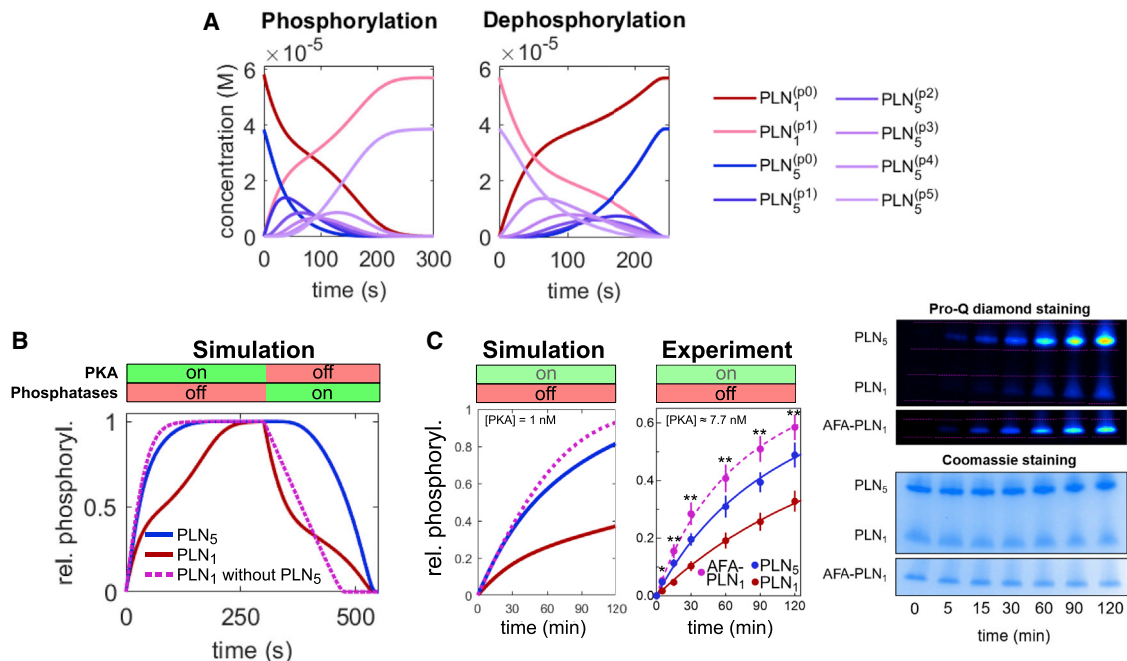 A
Phosphorylation
Dephosphorylation
×10⁻⁵
×10⁻⁵
concentration (M)
6
4
2
0
0 100 200 300
time (s)
6
4
2
0
0 100 200
time (s)
PLN₁⁽ᵖ⁰⁾
PLN₁⁽ᵖ¹⁾
PLN₅⁽ᵖ⁰⁾
PLN₅⁽ᵖ¹⁾
PLN₅⁽ᵖ²⁾
PLN₅⁽ᵖ³⁾
PLN₅⁽ᵖ⁴⁾
PLN₅⁽ᵖ⁵⁾
B
Simulation
PKA on off
Phosphatases off on
rel. phosphoryl.
1
0.5
0
PLN₅
PLN₁
PLN₁ without PLN₅
0 250 500
time (s)
C
Simulation
on
off
[PKA] = 1 nM
rel. phosphoryl.
1
0.8
0.6
0.4
0.2
0
0 30 60 90 120
time (min)
Experiment
on
off
[PKA] ≈ 7.7 nM
0.6
0.4
0.2
0.0
* ** ** ** ** **
AFA-PLN₁
PLN₅
PLN₁
0 30 60 90 120
time (min)
Pro-Q diamond staining
PLN₅
PLN₁
AFA-PLN₁
Coomassie staining
PLN₅
PLN₁
AFA-PLN₁
0 5 15 30 60 90 120
time (min)